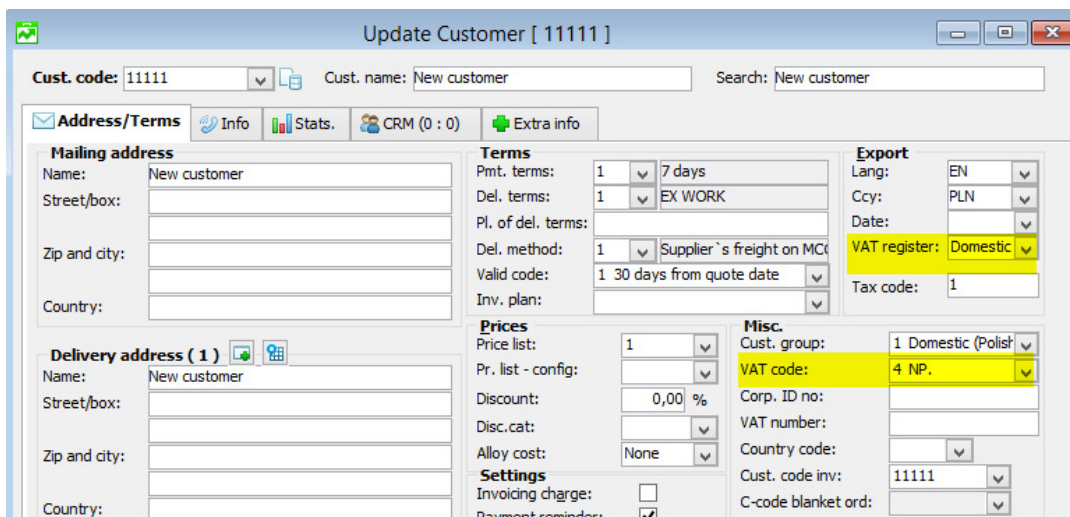 Update Customer [ 11111 ]
Cust. code: 11111 Cust. name: New customer Search: New customer
Address/Terms Info Stats. CRM (0 : 0) Extra info
Mailing address
Name: New customer
Street/box:
Zip and city:
Country:
Delivery address ( 1 )
Name: New customer
Street/box:
Zip and city:
Country:
Terms
Pmt. terms: 1 7 days
Del. terms: 1 EX WORK
Pl. of del. terms:
Del. method: 1 Supplier`s freight on MCC
Valid code: 1 30 days from quote date
Inv. plan:
Prices
Price list: 1
Pr. list - config:
Discount: 0,00 %
Disc.cat:
Alloy cost: None
Settings
Invoicing charge:
Payment reminder:
Export
Lang: EN
Ccy: PLN
Date:
VAT register: Domestic
Tax code: 1
Misc.
Cust. group: 1 Domestic (Polish
VAT code: 4 NP.
Corp. ID no:
VAT number:
Country code:
Cust. code inv: 11111
C-code blanket ord: